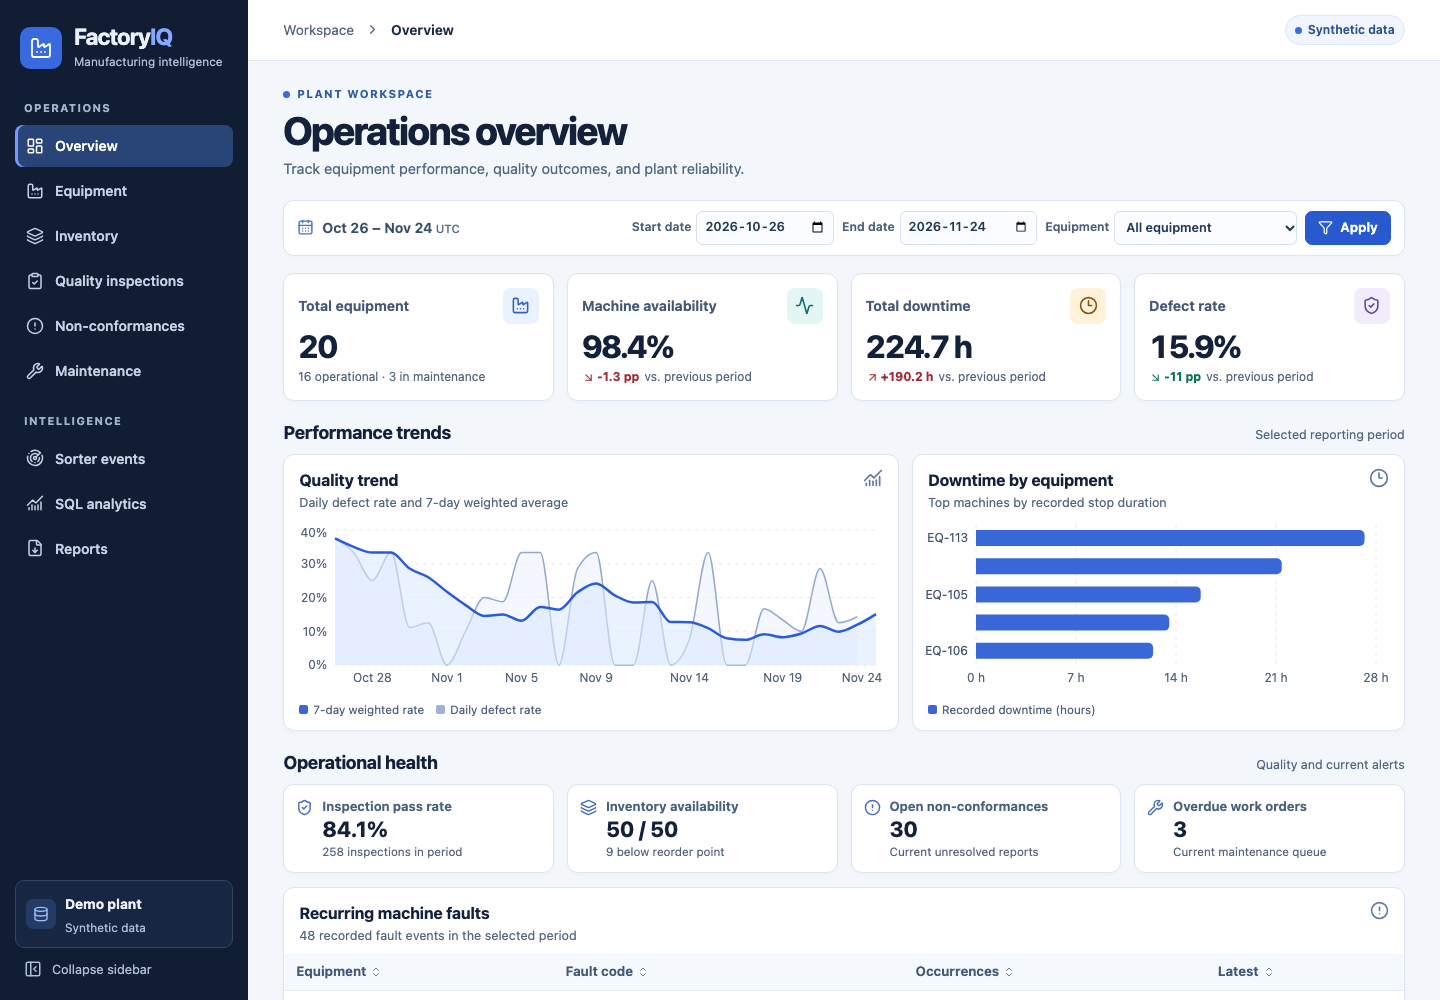 FactoryIQ
Manufacturing intelligence
OPERATIONS
Overview
Equipment
Inventory
Quality inspections
Non-conformances
Maintenance
INTELLIGENCE
Sorter events
SQL analytics
Reports
Demo plant
Synthetic data
Collapse sidebar
Workspace > Overview
Synthetic data
PLANT WORKSPACE
Operations overview
Track equipment performance, quality outcomes, and plant reliability.
Oct 26 – Nov 24 UTC
Start date 2026-10-26 End date 2026-11-24 Equipment All equipment Apply
Total equipment
20
16 operational · 3 in maintenance
Machine availability
98.4%
↘ -1.3 pp vs. previous period
Total downtime
224.7 h
↗ +190.2 h vs. previous period
Defect rate
15.9%
↘ -11 pp vs. previous period
Performance trends
Selected reporting period
Quality trend
Daily defect rate and 7-day weighted average
40%
30%
20%
10%
0%
Oct 28 Nov 1 Nov 5 Nov 9 Nov 14 Nov 19 Nov 24
7-day weighted rate Daily defect rate
Downtime by equipment
Top machines by recorded stop duration
EQ-113
EQ-105
EQ-106
0 h 7 h 14 h 21 h 28 h
Recorded downtime (hours)
Operational health
Quality and current alerts
Inspection pass rate
84.1%
258 inspections in period
Inventory availability
50 / 50
9 below reorder point
Open non-conformances
30
Current unresolved reports
Overdue work orders
3
Current maintenance queue
Recurring machine faults
48 recorded fault events in the selected period
Equipment Fault code Occurrences Latest